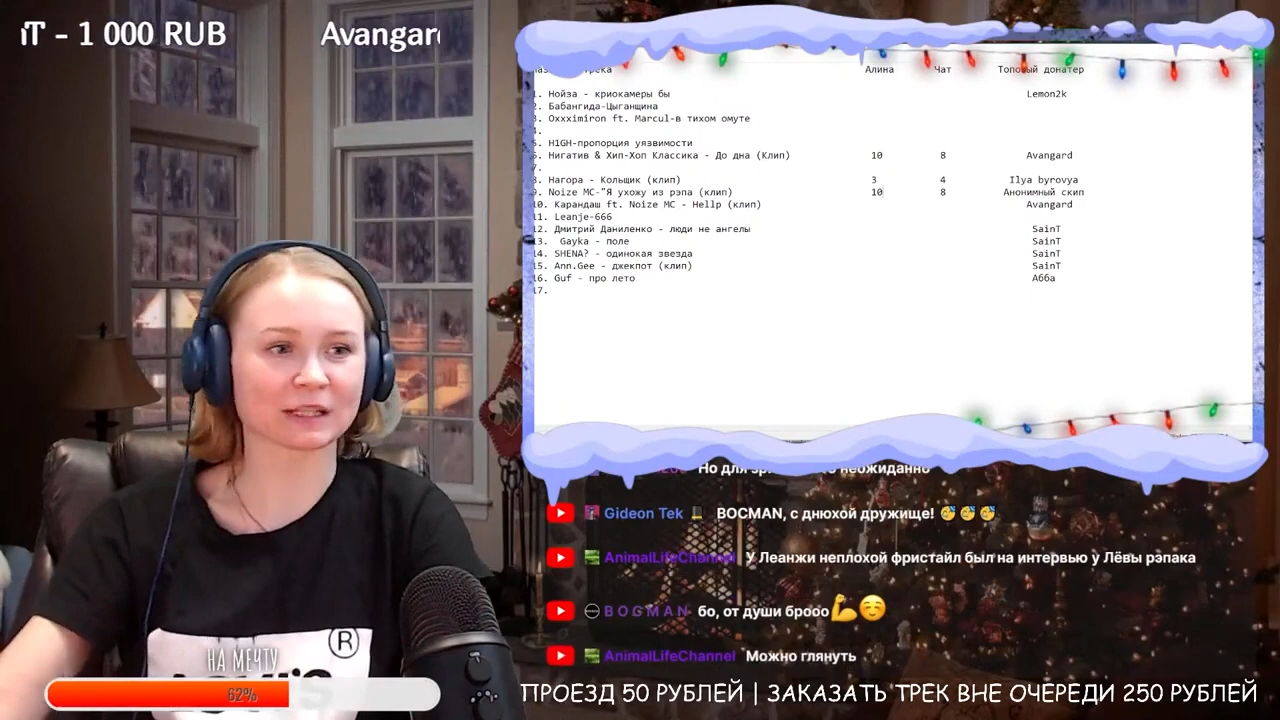 iT - 1 000 RUB
Avangard
трека Алина Чат Топовый донатер
1. Нойзa - криокамеры бы Lemon2k
2. Бабангида-Цыганщина
3. Oxxximiron ft. Marcul-в тихом омуте
4.
5. H1GH-пропорция уязвимости
6. Нигатив & Хип-Хоп Классика - До дна (Клип) 10 8 Avangard
7.
8. Нагора - Кольщик (клип) 3 4 Ilya byrovya
9. Noize MC-"Я ухожу из рэпа (клип) 10 8 Анонимный скип
10. Карандаш ft. Noize MC - Hellp (клип) Avangard
11. Leanje-666
12. Дмитрий Даниленко - люди не ангелы SainT
13. Gayka - поле SainT
14. SHENA? - одинокая звезда SainT
15. Ann.Gee - джекпот (клип) SainT
16. Guf - про лето Абба
17.
Но для неожиданно
Gideon Tek BOCMAN, с днюхой дружище! 🥳🥳🥳
AnimalLifeChannel У Леанжи неплохой фристайл был на интервью у Лёвы рэпака
B O C M A N бо, от души брооо💪☺️
AnimalLifeChannel Можно глянуть
®
НА МЕЧТУ
62%
ПРОЕЗД 50 РУБЛЕЙ | ЗАКАЗАТЬ ТРЕК ВНЕ ОЧЕРЕДИ 250 РУБЛЕЙ